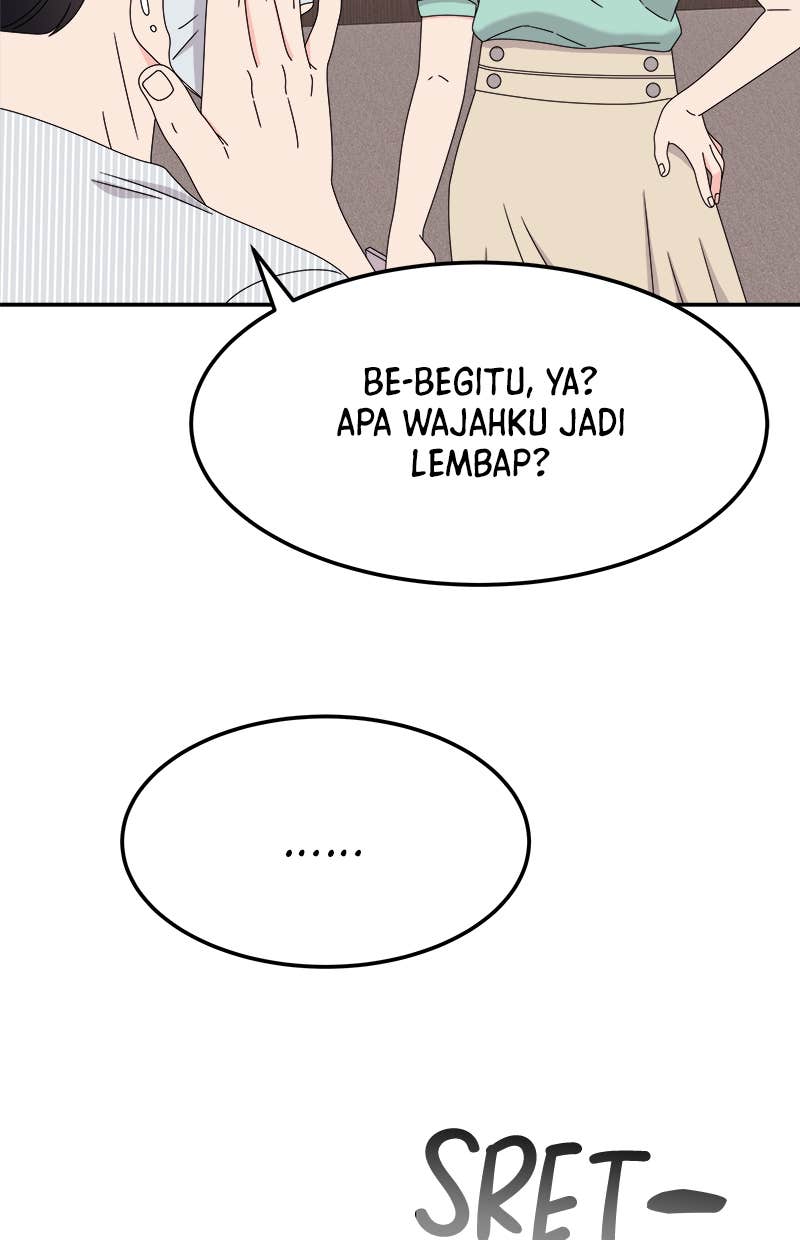 BE-BEGITU, YA?
APA WAJAHKU JADI
LEMBAP?
......
SRET—